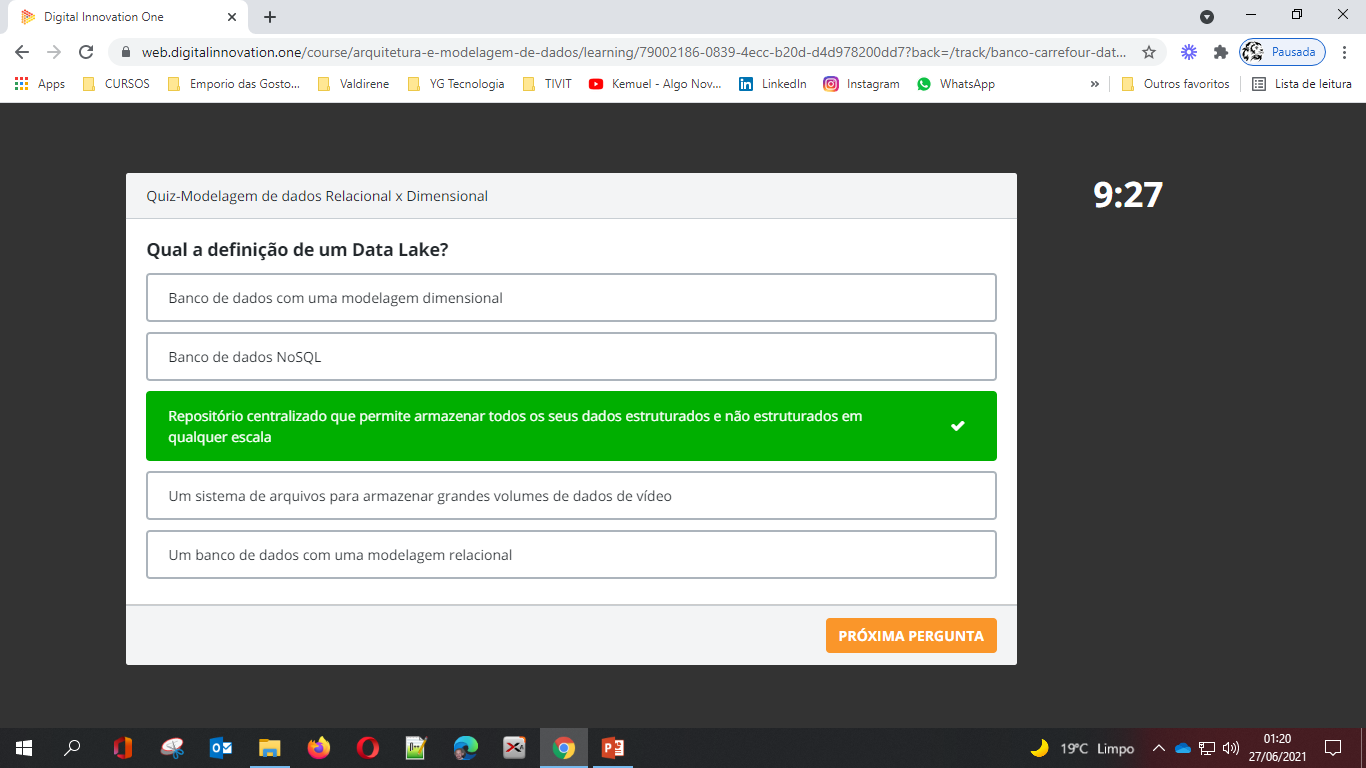 Digital Innovation One
web.digitalinnovation.one/course/arquitetura-e-modelagem-de-dados/learning/79002186-0839-4ecc-b20d-d4d978200dd7?back=/track/banco-carrefour-dat...
Pausada
Apps CURSOS Emporio das Gosto... Valdirene YG Tecnologia TIVIT Kemuel - Algo Nov... LinkedIn Instagram WhatsApp » Outros favoritos Lista de leitura
Quiz-Modelagem de dados Relacional x Dimensional
9:27
Qual a definição de um Data Lake?
Banco de dados com uma modelagem dimensional
Banco de dados NoSQL
Repositório centralizado que permite armazenar todos os seus dados estruturados e não estruturados em
qualquer escala
Um sistema de arquivos para armazenar grandes volumes de dados de vídeo
Um banco de dados com uma modelagem relacional
PRÓXIMA PERGUNTA
19°C Limpo
01:20
27/06/2021